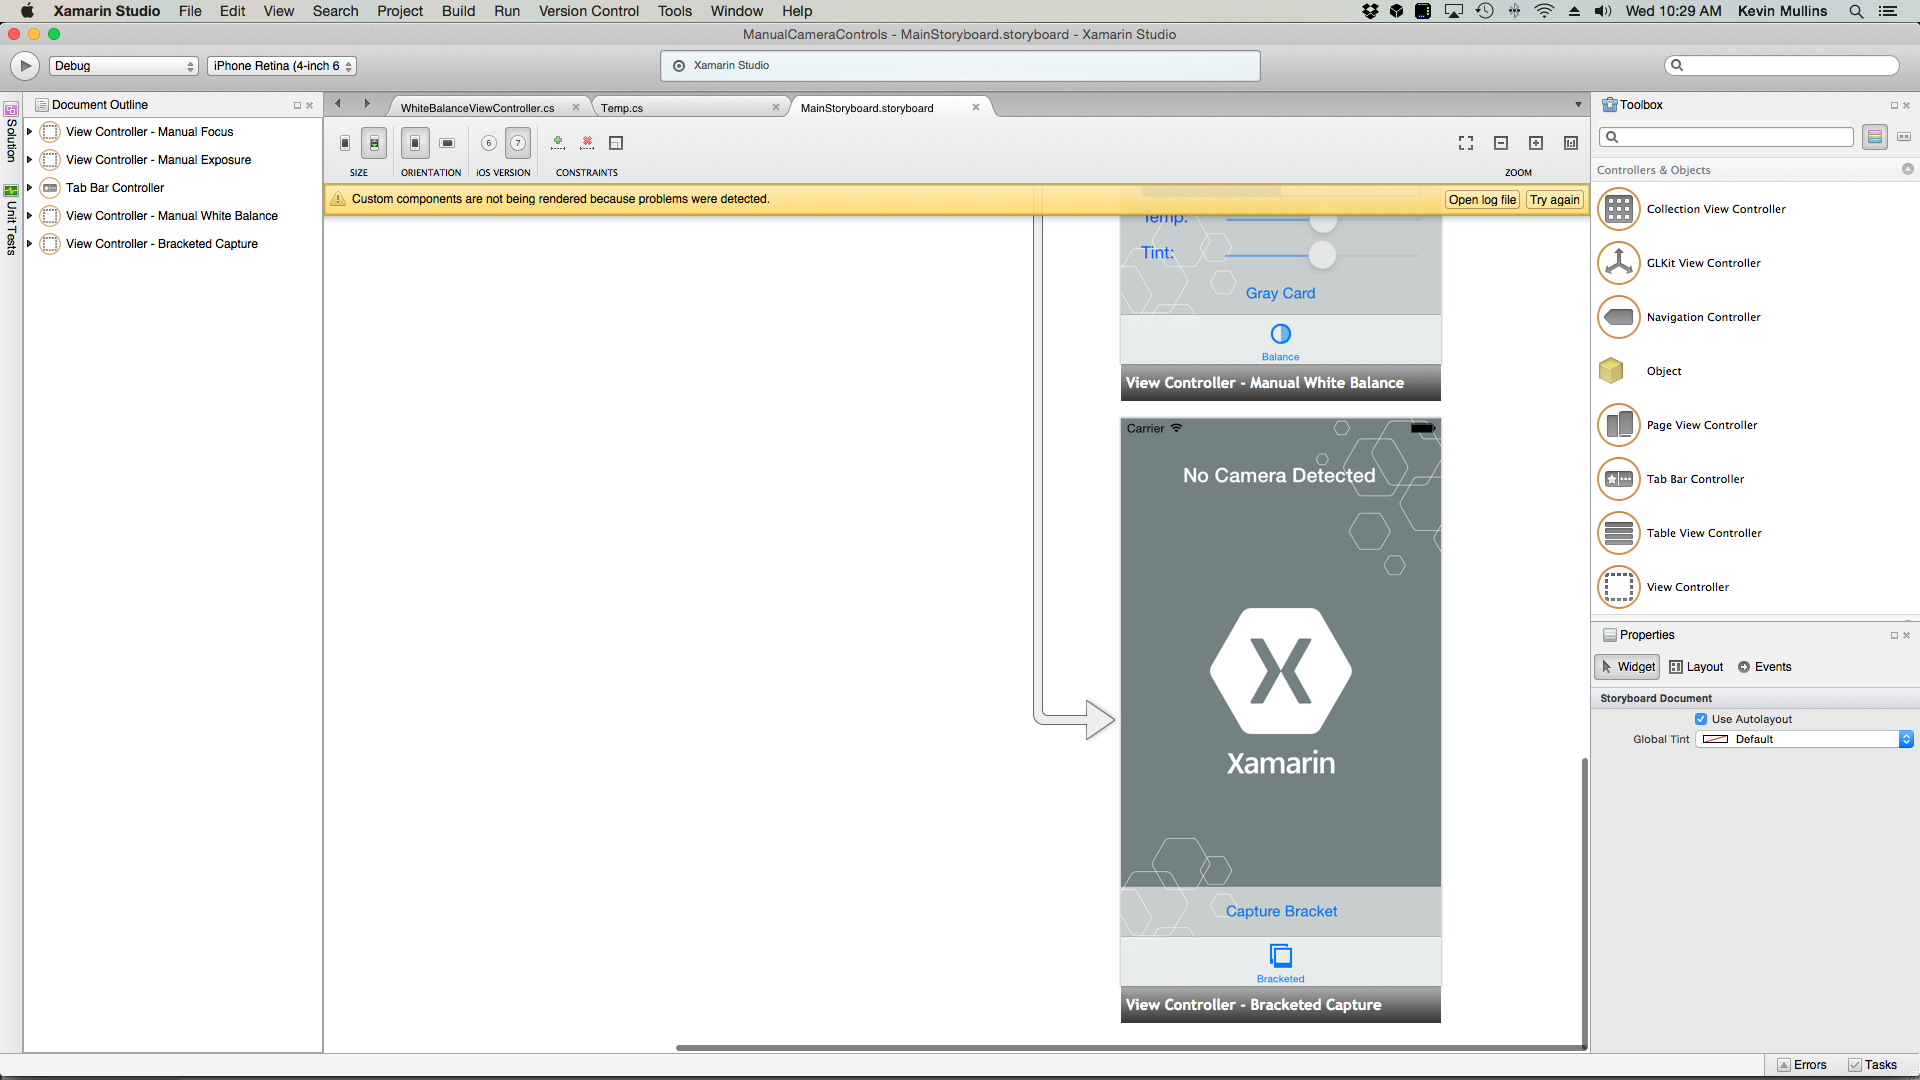 Xamarin Studio File Edit View Search Project Build Run Version Control Tools Window Help Wed 10:29 AM Kevin Mullins
ManualCameraControls - MainStoryboard.storyboard - Xamarin Studio
Debug iPhone Retina (4-inch 6 Xamarin Studio
Solution
Unit Tests
Document Outline
View Controller - Manual Focus
View Controller - Manual Exposure
Tab Bar Controller
View Controller - Manual White Balance
View Controller - Bracketed Capture
WhiteBalanceViewController.cs Temp.cs MainStoryboard.storyboard
6 7
SIZE ORIENTATION iOS VERSION CONSTRAINTS ZOOM
Custom components are not being rendered because problems were detected. Open log file Try again
Temp:
Tint:
Gray Card
Balance
View Controller - Manual White Balance
Carrier
No Camera Detected
Xamarin
Capture Bracket
Bracketed
View Controller - Bracketed Capture
Toolbox
Controllers & Objects
Collection View Controller
GLKit View Controller
Navigation Controller
Object
Page View Controller
Tab Bar Controller
Table View Controller
View Controller
Properties
Widget Layout Events
Storyboard Document
Use Autolayout
Global Tint Default
Errors Tasks